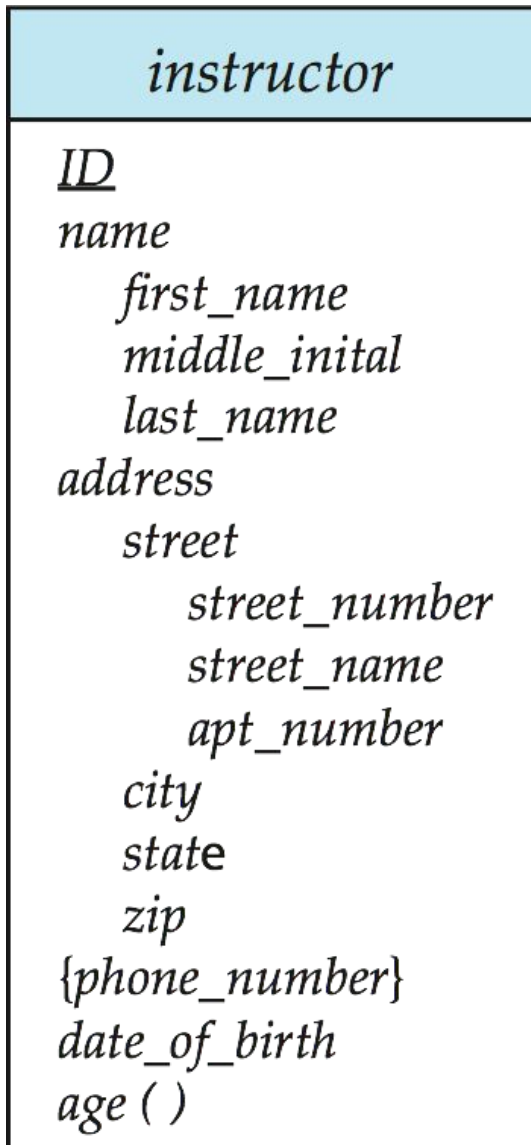 instructor
ID
name
first_name
middle_inital
last_name
address
street
street_number
street_name
apt_number
city
state
zip
{phone_number}
date_of_birth
age ( )